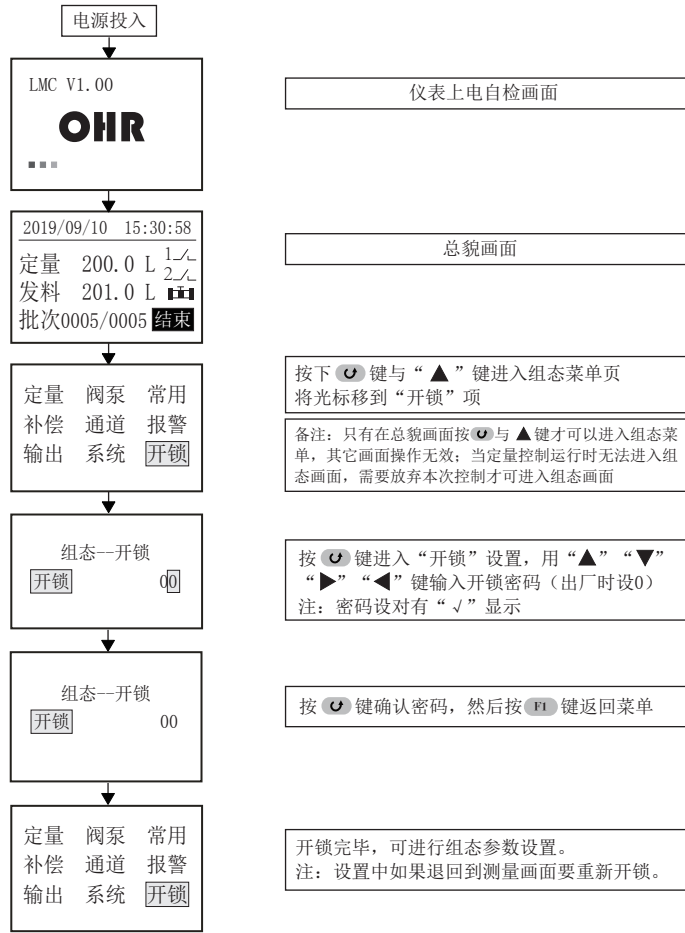 电源投入
LMC V1.00
OHR
仪表上电自检画面
2019/09/10 15:30:58
定量 200.0 L 1
2
发料 201.0 L
批次0005/0005 结束
总貌画面
定量 阀泵 常用
补偿 通道 报警
输出 系统 开锁
按下 键与“▲”键进入组态菜单页
将光标移到“开锁”项
备注：只有在总貌画面按 与 ▲键才可以进入组态菜
单，其它画面操作无效；当定量控制运行时无法进入组
态画面，需要放弃本次控制才可进入组态画面
组态--开锁
开锁 00
按 键进入“开锁”设置，用“▲”“▼”
“▶”“◀”键输入开锁密码（出厂时设0）
注：密码设对有“√”显示
组态--开锁
开锁 00
按 键确认密码，然后按 F1 键返回菜单
定量 阀泵 常用
补偿 通道 报警
输出 系统 开锁
开锁完毕，可进行组态参数设置。
注：设置中如果退回到测量画面要重新开锁。